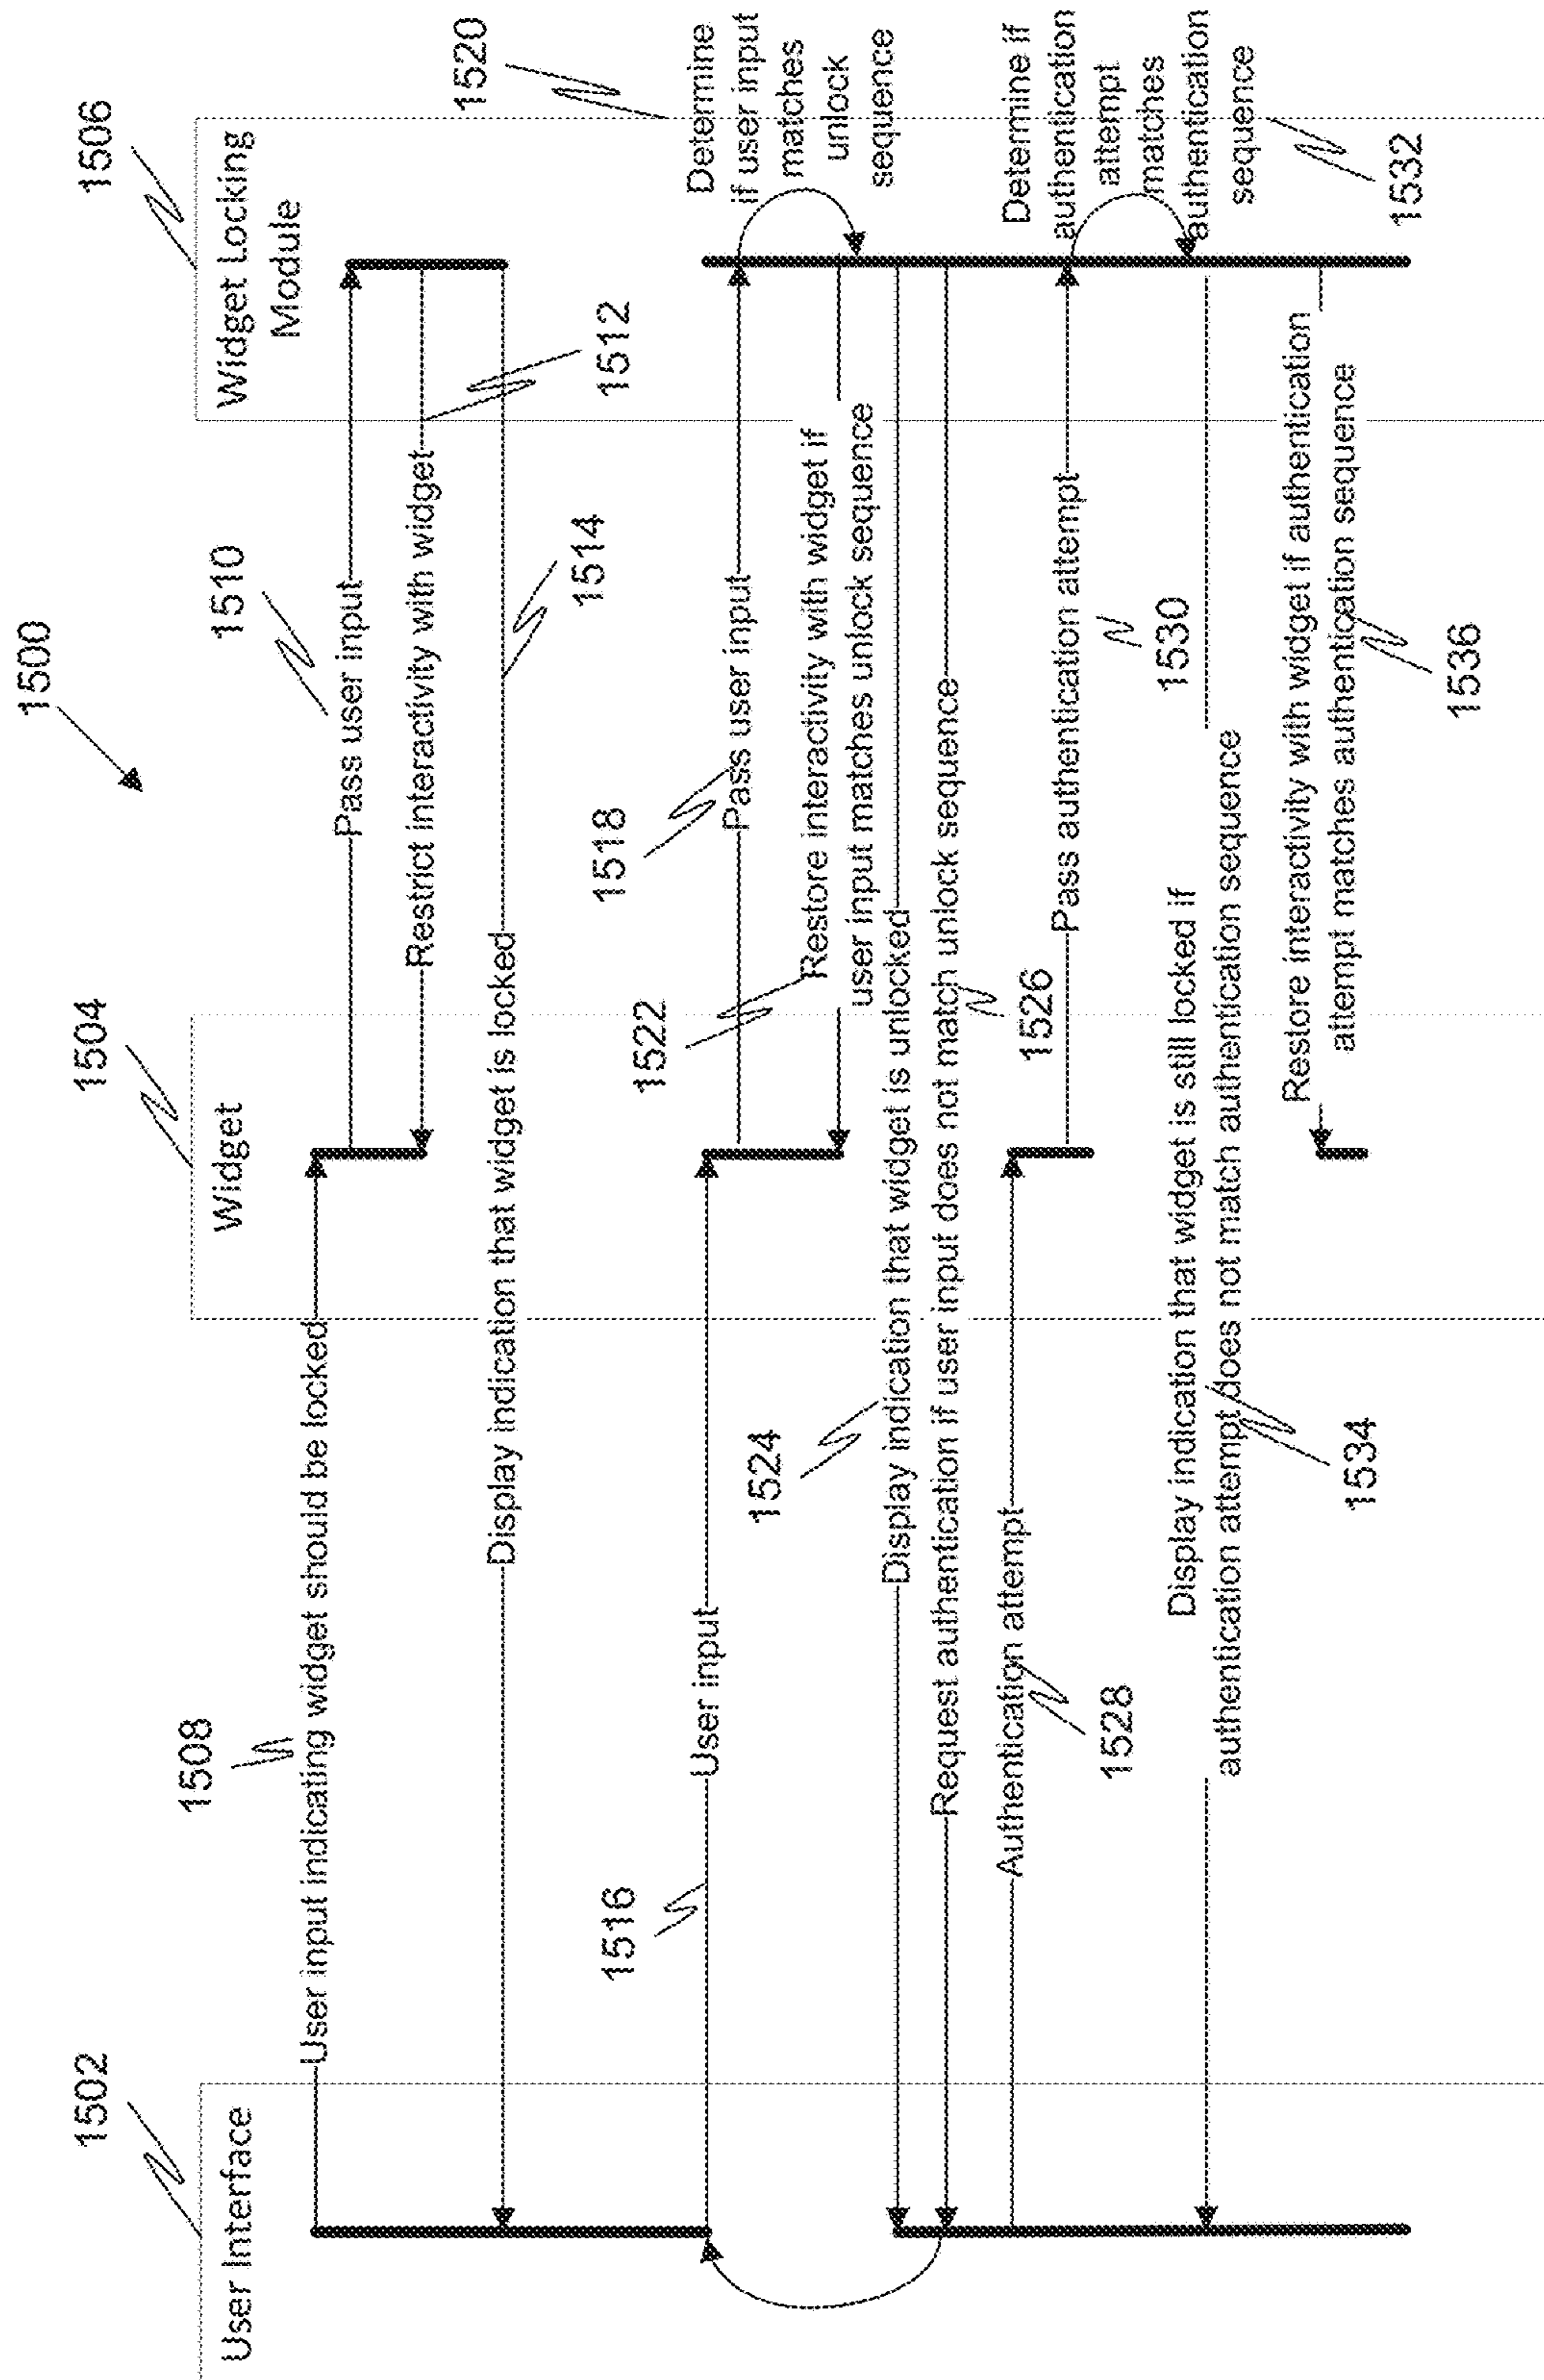 1500
1502
User Interface
1504
Widget
1506
Widget Locking
Module
1508
User input indicating widget should be locked
1510
Pass user input
Restrict interactivity with widget
1512
Display indication that widget is locked
1514
1516
User input
1518
Pass user input
1520
Determine
if user input
matches
unlock
sequence
1522
Restore interactivity with widget if
user input matches unlock sequence
1524
Display indication that widget is unlocked
Request authentication if user input does not match unlock sequence
1526
Authentication attempt
1528
Pass authentication attempt
1530
Determine if
authentication
attempt
matches
authentication
sequence
1532
Display indication that widget is still locked if
authentication attempt does not match authentication sequence
1534
Restore interactivity with widget if authentication
attempt matches authentication sequence
1536